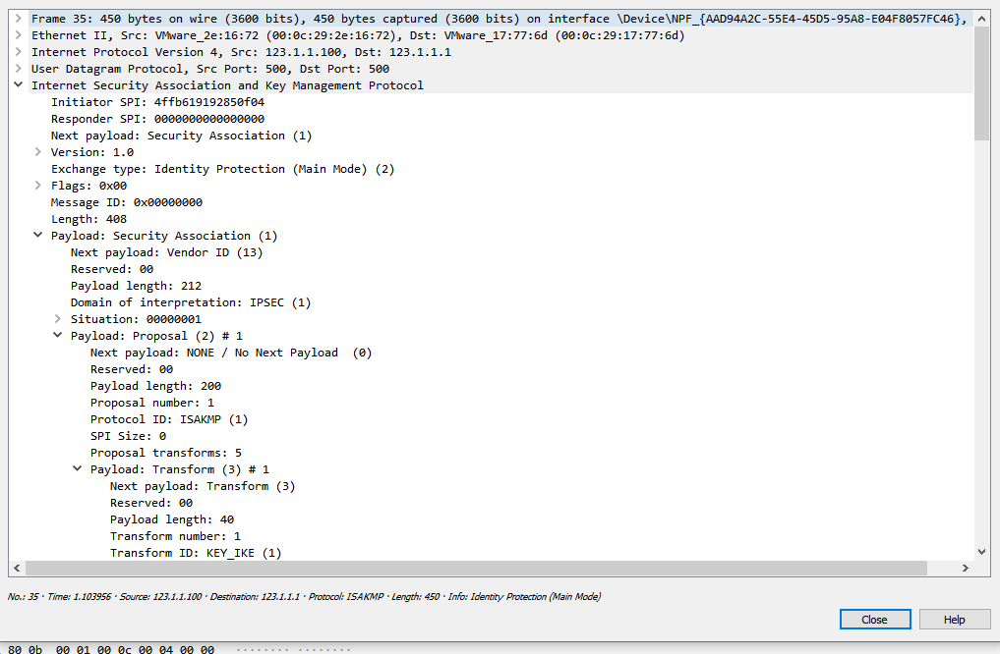 Frame 35: 450 bytes on wire (3600 bits), 450 bytes captured (3600 bits) on interface \Device\NPF_{AAD94A2C-55E4-45D5-95A8-E04F8057FC46},
Ethernet II, Src: VMware_2e:16:72 (00:0c:29:2e:16:72), Dst: VMware_17:77:6d (00:0c:29:17:77:6d)
Internet Protocol Version 4, Src: 123.1.1.100, Dst: 123.1.1.1
User Datagram Protocol, Src Port: 500, Dst Port: 500
Internet Security Association and Key Management Protocol
Initiator SPI: 4ffb619192850f04
Responder SPI: 0000000000000000
Next payload: Security Association (1)
Version: 1.0
Exchange type: Identity Protection (Main Mode) (2)
Flags: 0x00
Message ID: 0x00000000
Length: 408
Payload: Security Association (1)
Next payload: Vendor ID (13)
Reserved: 00
Payload length: 212
Domain of interpretation: IPSEC (1)
Situation: 00000001
Payload: Proposal (2) # 1
Next payload: NONE / No Next Payload  (0)
Reserved: 00
Payload length: 200
Proposal number: 1
Protocol ID: ISAKMP (1)
SPI Size: 0
Proposal transforms: 5
Payload: Transform (3) # 1
Next payload: Transform (3)
Reserved: 00
Payload length: 40
Transform number: 1
Transform ID: KEY_IKE (1)
No.: 35 · Time: 1.103956 · Source: 123.1.1.100 · Destination: 123.1.1.1 · Protocol: ISAKMP · Length: 450 · Info: Identity Protection (Main Mode)
Close Help
80 0b 00 01 00 0c 00 04 00 00 ········ ········